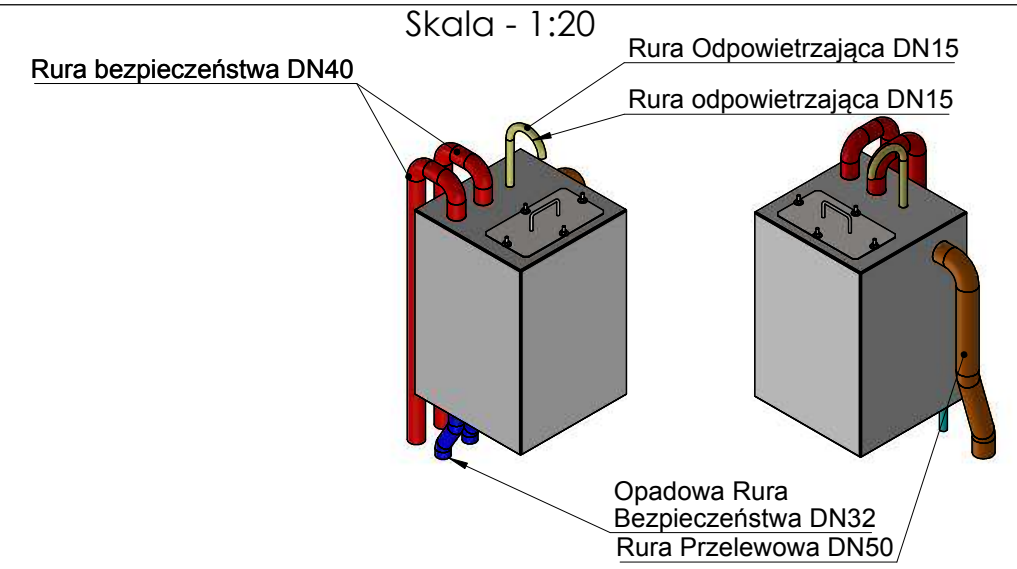 Skala - 1:20
Rura Odpowietrzająca DN15
Rura bezpieczeństwa DN40
Rura odpowietrzająca DN15
Opadowa Rura
Bezpieczeństwa DN32
Rura Przelewowa DN50